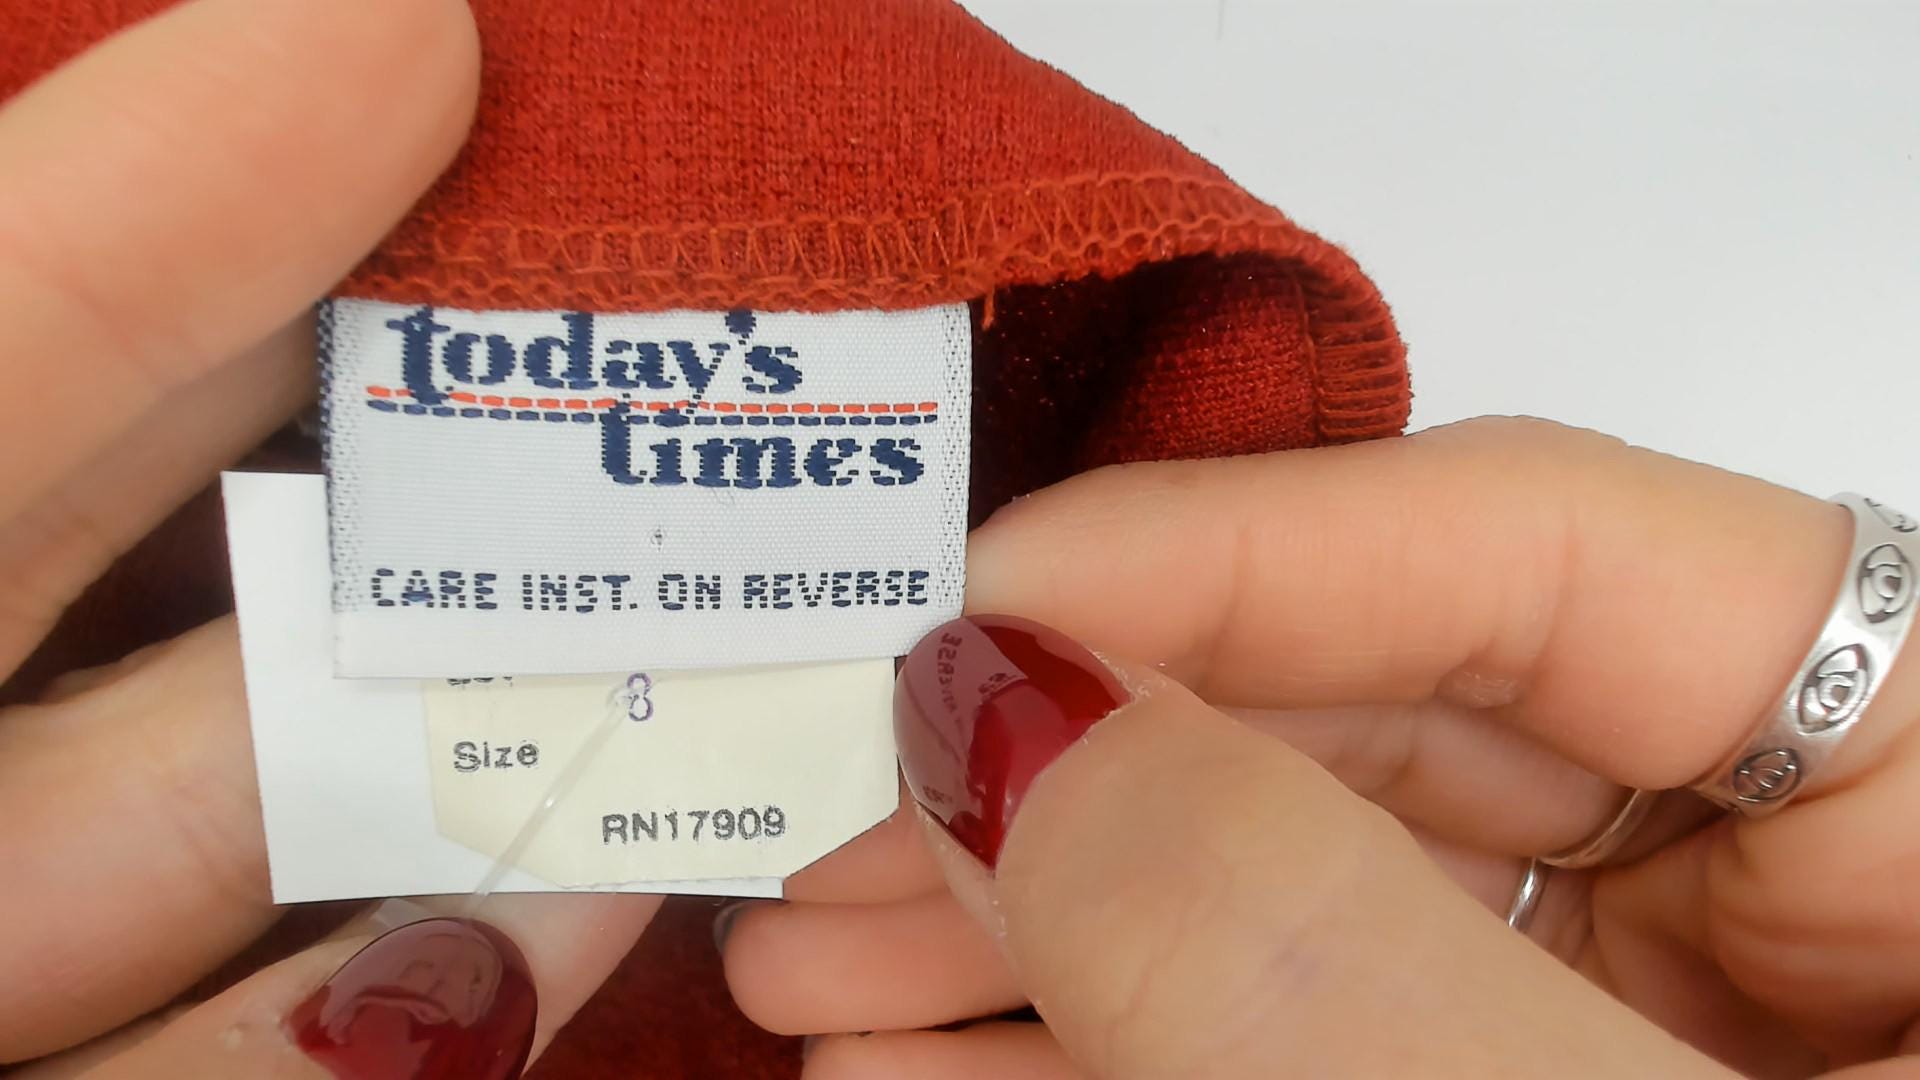 today's
times
CARE INST. ON REVERSE
8
Size
RN17909